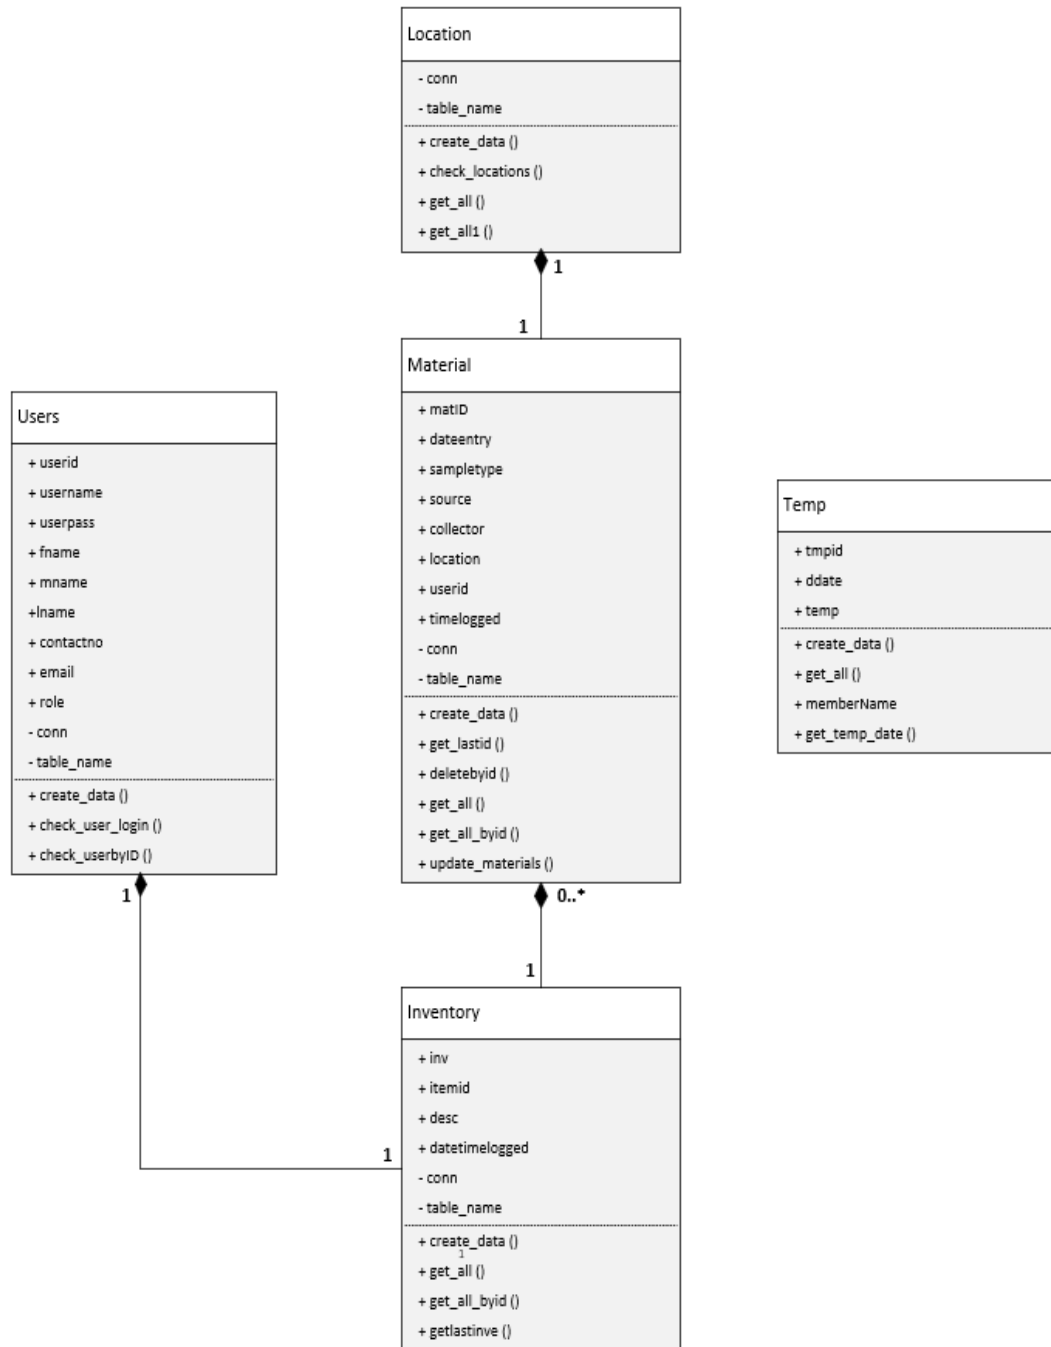 Location
- conn
- table_name
+ create_data ()
+ check_locations ()
+ get_all ()
+ get_all1 ()
1
1
Material
+ matID
+ dateentry
+ sampletype
+ source
+ collector
+ location
+ userid
+ timelogged
- conn
- table_name
+ create_data ()
+ get_lastid ()
+ deletebyid ()
+ get_all ()
+ get_all_byid ()
+ update_materials ()
Users
+ userid
+ username
+ userpass
+ fname
+ mname
+lname
+ contactno
+ email
+ role
- conn
- table_name
+ create_data ()
+ check_user_login ()
+ check_userbyID ()
Temp
+ tmpid
+ ddate
+ temp
+ create_data ()
+ get_all ()
+ memberName
+ get_temp_date ()
1
0..*
1
1
Inventory
+ inv
+ itemid
+ desc
+ datetimelogged
- conn
- table_name
+ create_data ()
1
+ get_all ()
+ get_all_byid ()
+ getlastinve ()